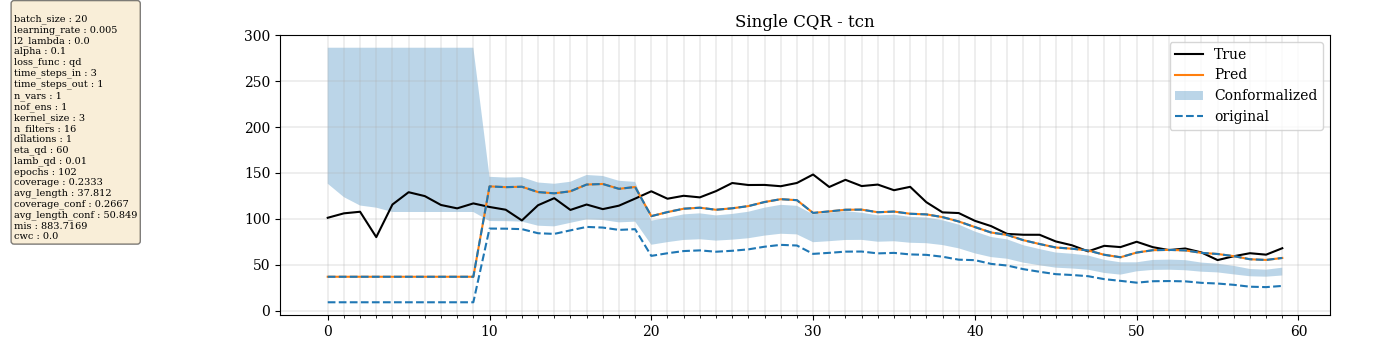 batch_size : 20
learning_rate : 0.005
l2_lambda : 0.0
alpha : 0.1
loss_func : qd
time_steps_in : 3
time_steps_out : 1
n_vars : 1
nof_ens : 1
kernel_size : 3
n_filters : 16
dilations : 1
eta_qd : 60
lamb_qd : 0.01
epochs : 102
coverage : 0.2333
avg_length : 37.812
coverage_conf : 0.2667
avg_length_conf : 50.849
mis : 883.7169
cwc : 0.0
Single CQR - tcn
300
250
200
150
100
50
0
0 10 20 30 40 50 60
True
Pred
Conformalized
original